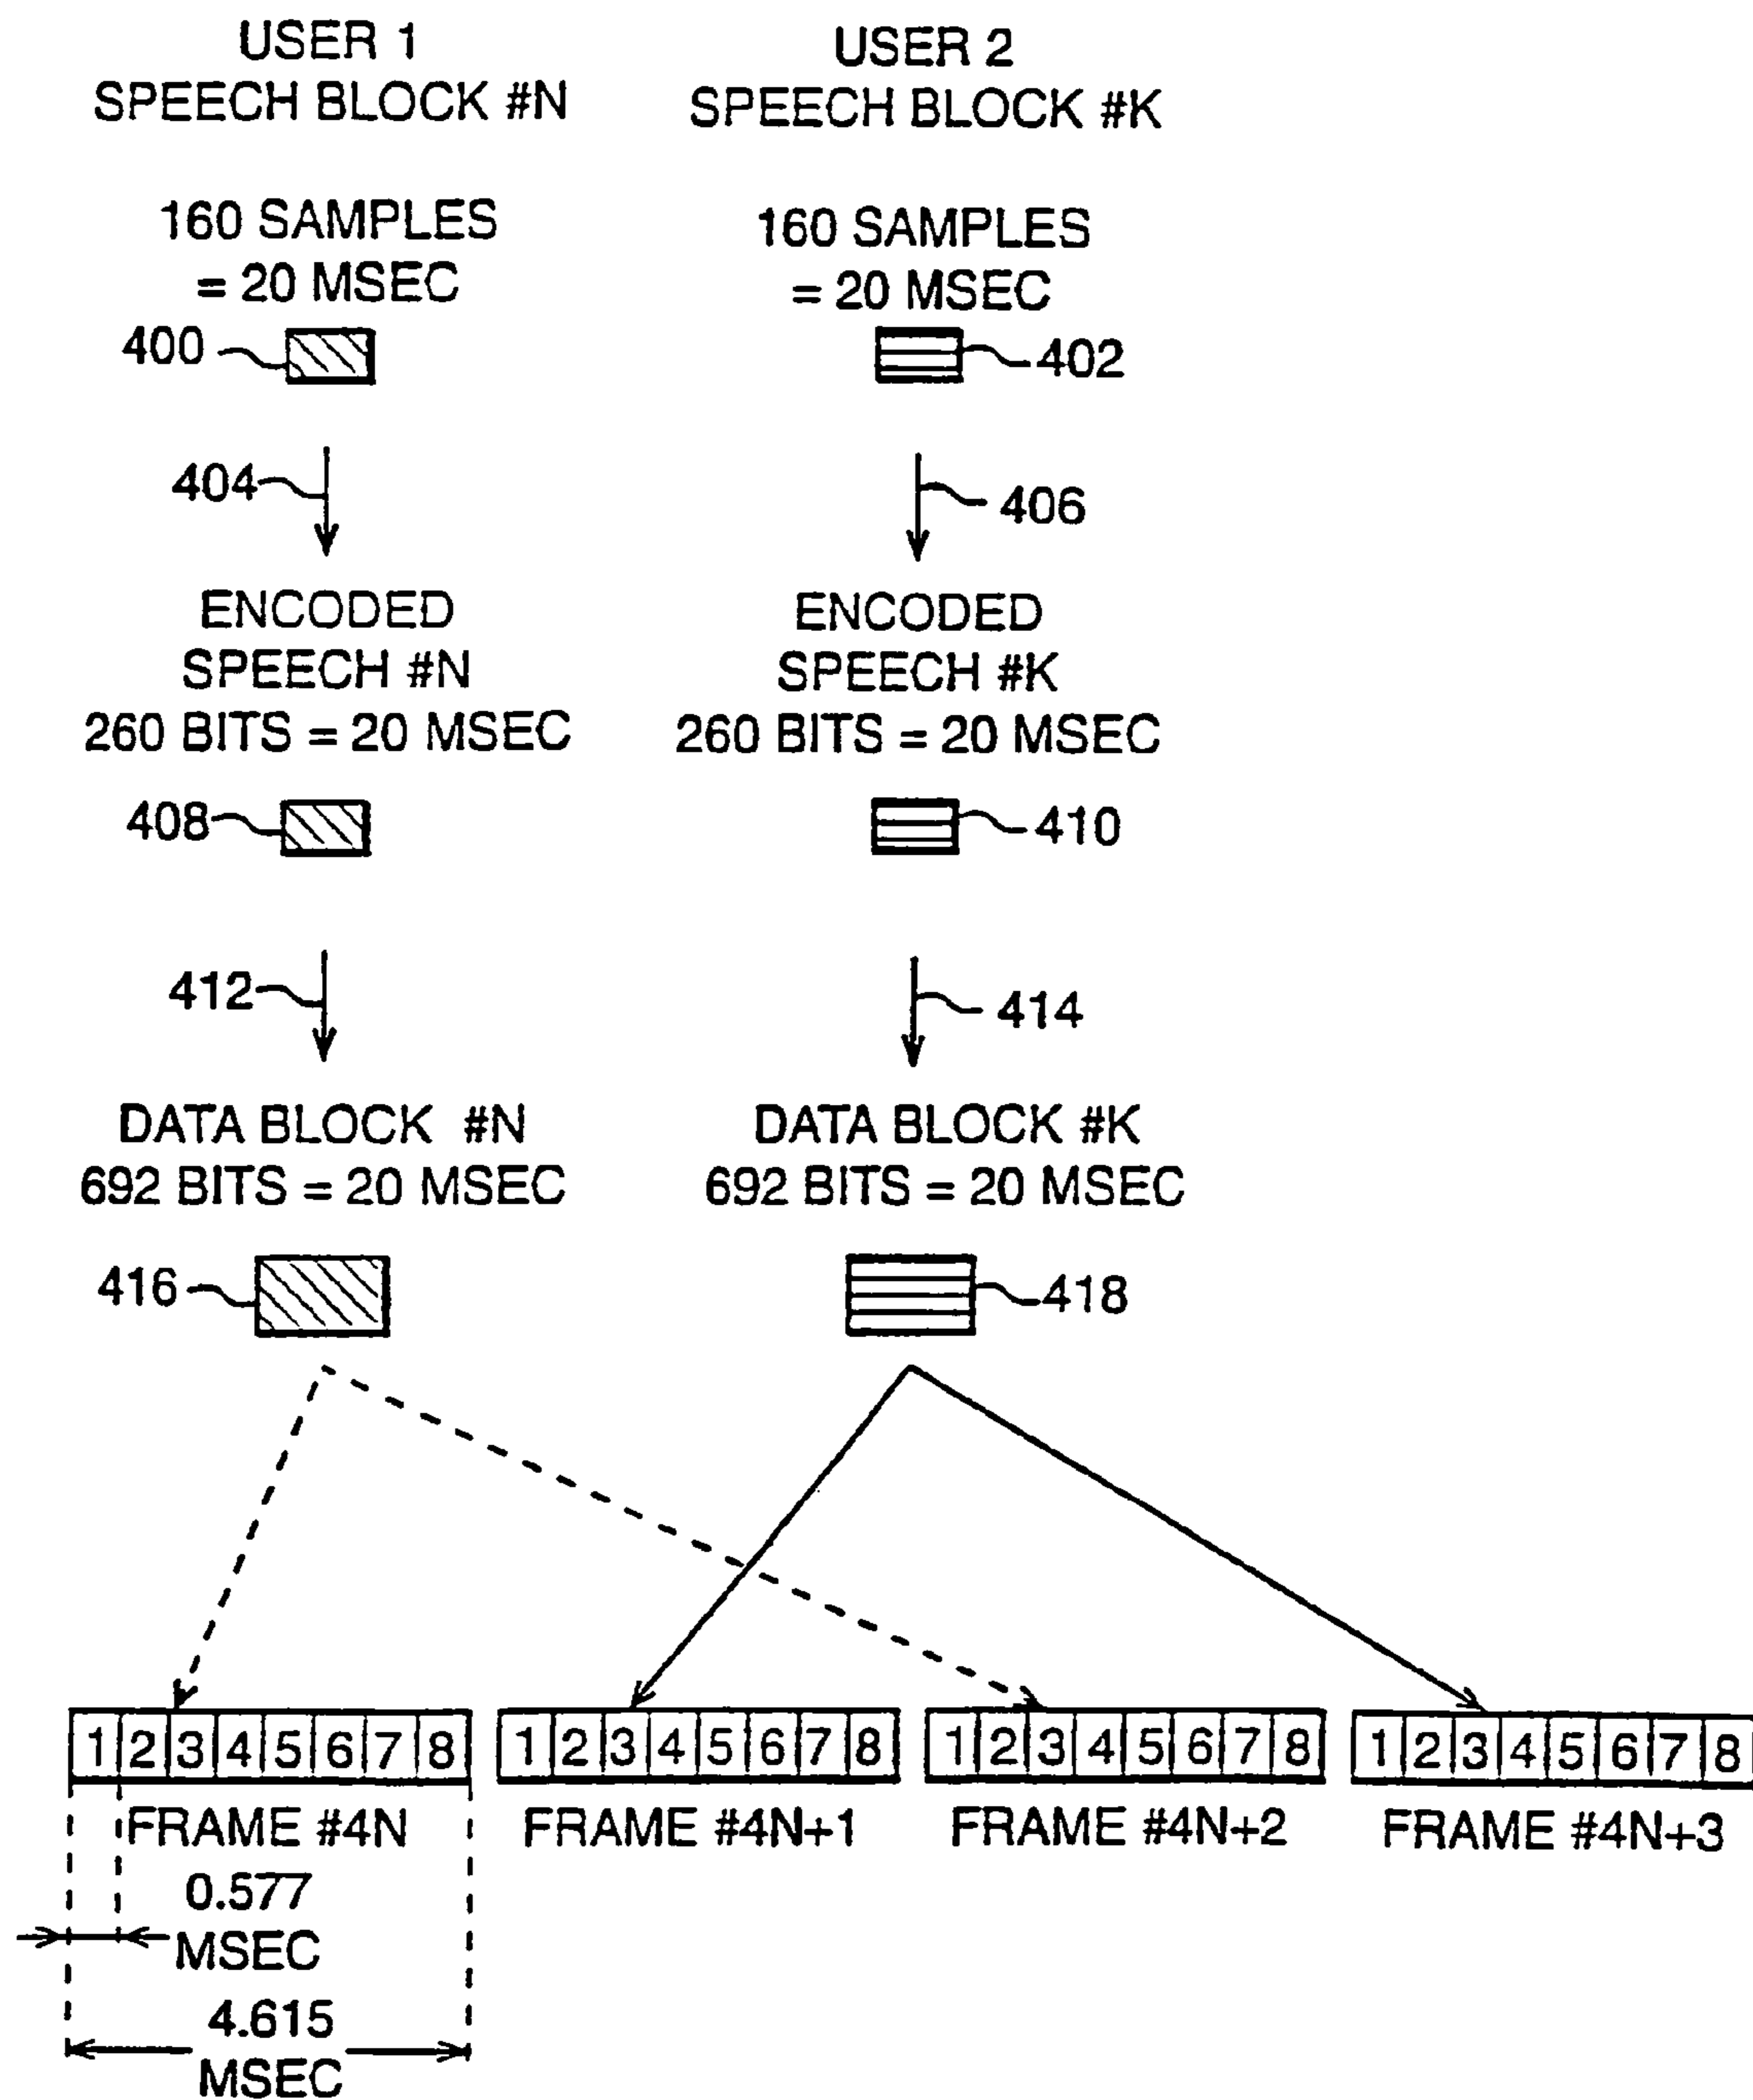 USER 1
SPEECH BLOCK #N
USER 2
SPEECH BLOCK #K
160 SAMPLES
= 20 MSEC
160 SAMPLES
= 20 MSEC
400
402
404
406
ENCODED
SPEECH #N
260 BITS = 20 MSEC
ENCODED
SPEECH #K
260 BITS = 20 MSEC
408
410
412
414
DATA BLOCK #N
692 BITS = 20 MSEC
DATA BLOCK #K
692 BITS = 20 MSEC
416
418
1 2 3 4 5 6 7 8
1 2 3 4 5 6 7 8
1 2 3 4 5 6 7 8
1 2 3 4 5 6 7 8
FRAME #4N
FRAME #4N+1
FRAME #4N+2
FRAME #4N+3
0.577
MSEC
4.615
MSEC